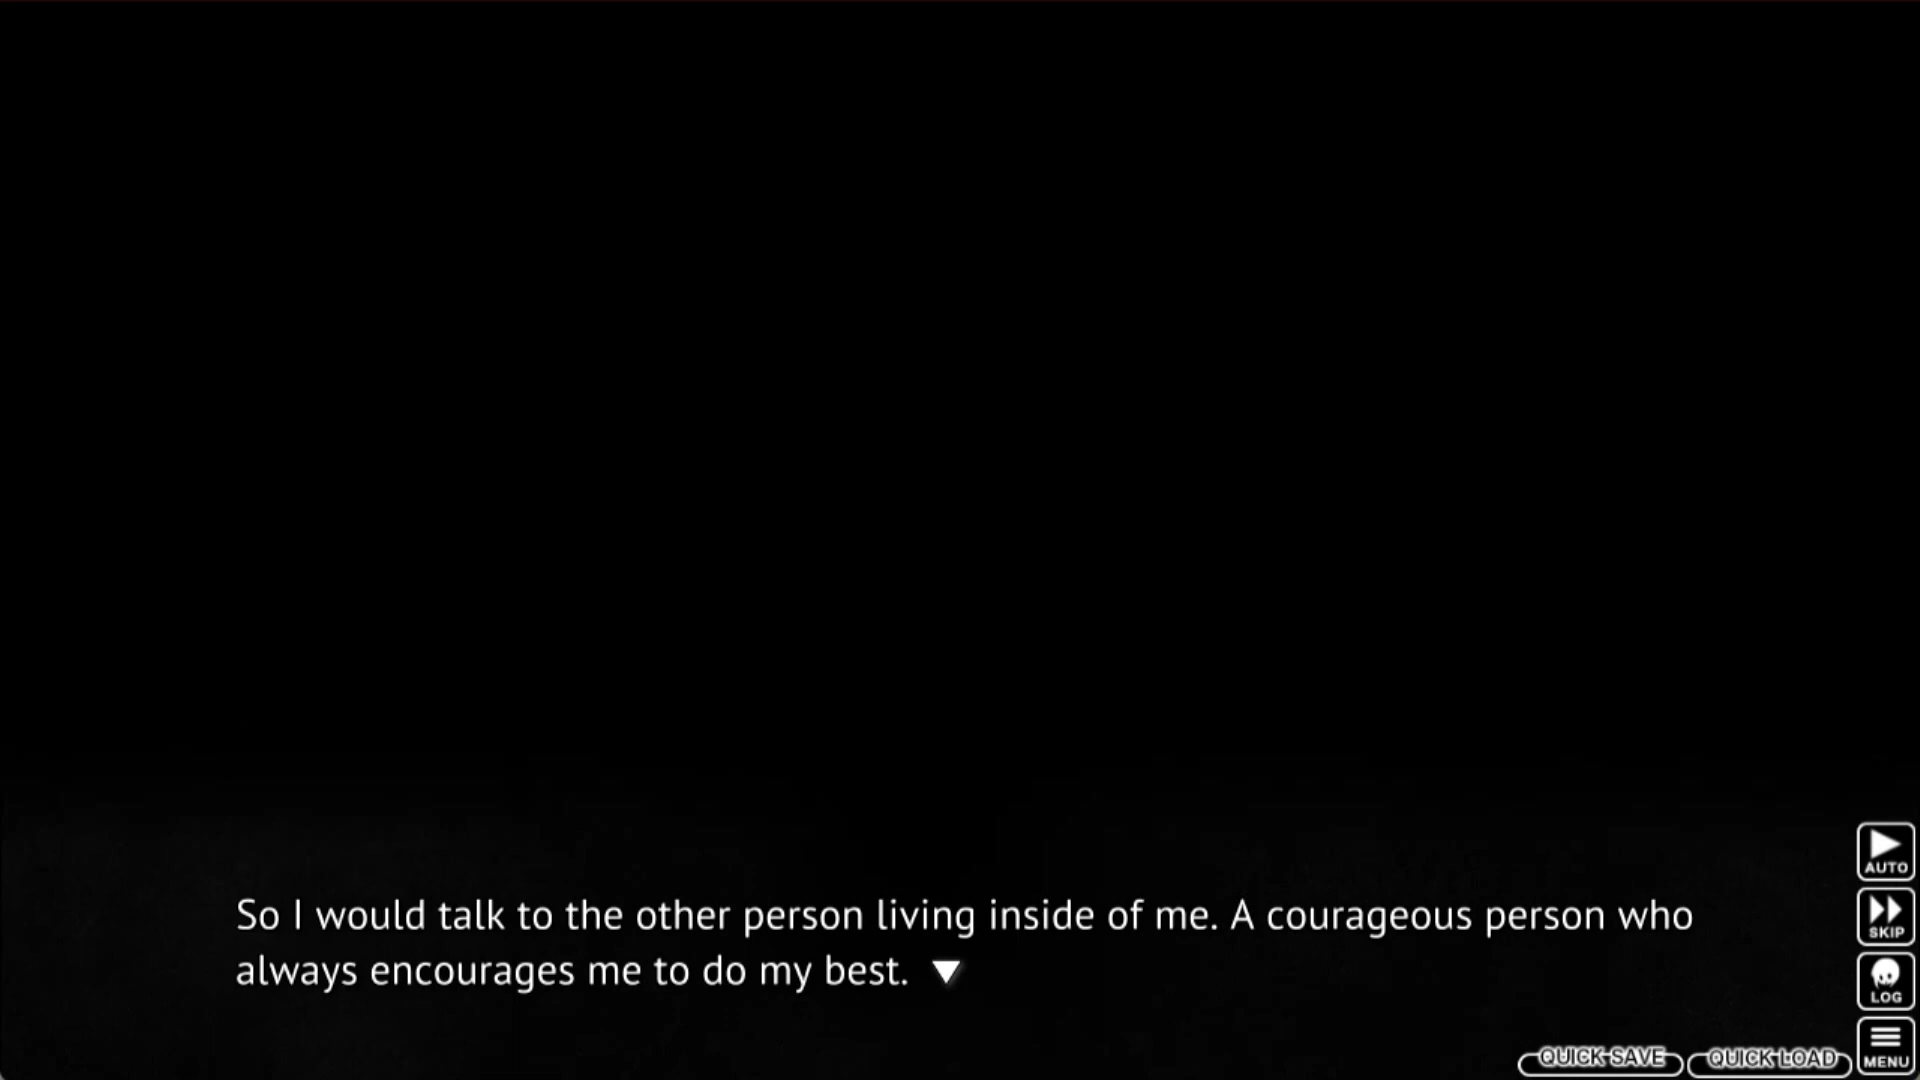 So I would talk to the other person living inside of me. A courageous person who
always encourages me to do my best.
AUTO
SKIP
LOG
MENU
QUICK SAVE
QUICK LOAD